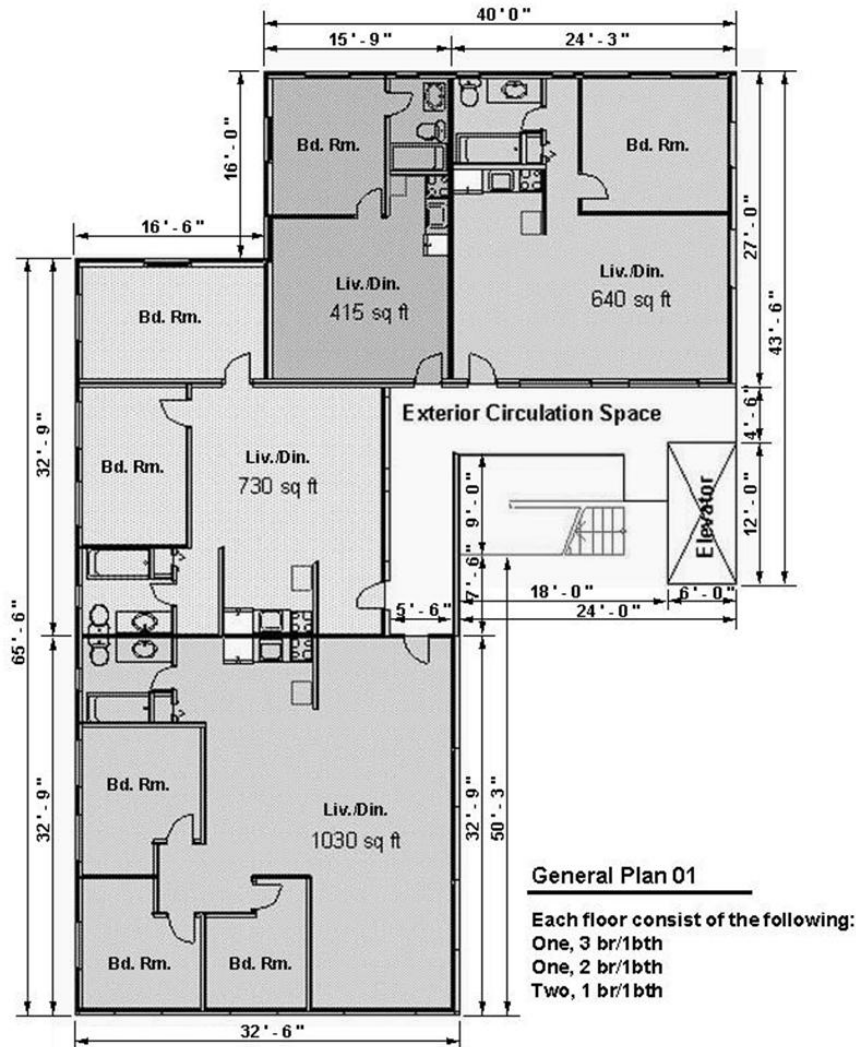 40' 0"
15' - 9"
24' - 3"
16' - 0"
Bd. Rm.
Bd. Rm.
27' - 0"
43' - 6"
16' - 6"
Liv./Din.
415 sq ft
Liv./Din.
640 sq ft
Bd. Rm.
Exterior Circulation Space
4' - 6"
32' - 9"
Bd. Rm.
Liv./Din.
730 sq ft
9' - 0"
Elevator
12' - 0"
7' - 6"
18' - 0"
6' - 0"
5' - 6"
24' - 0"
65' - 6"
32' - 9"
Bd. Rm.
Liv./Din.
1030 sq ft
32' - 9"
50' - 3"
Bd. Rm.
Bd. Rm.
32' - 6"
General Plan 01
Each floor consist of the following:
One, 3 br/1bth
One, 2 br/1bth
Two, 1 br/1bth